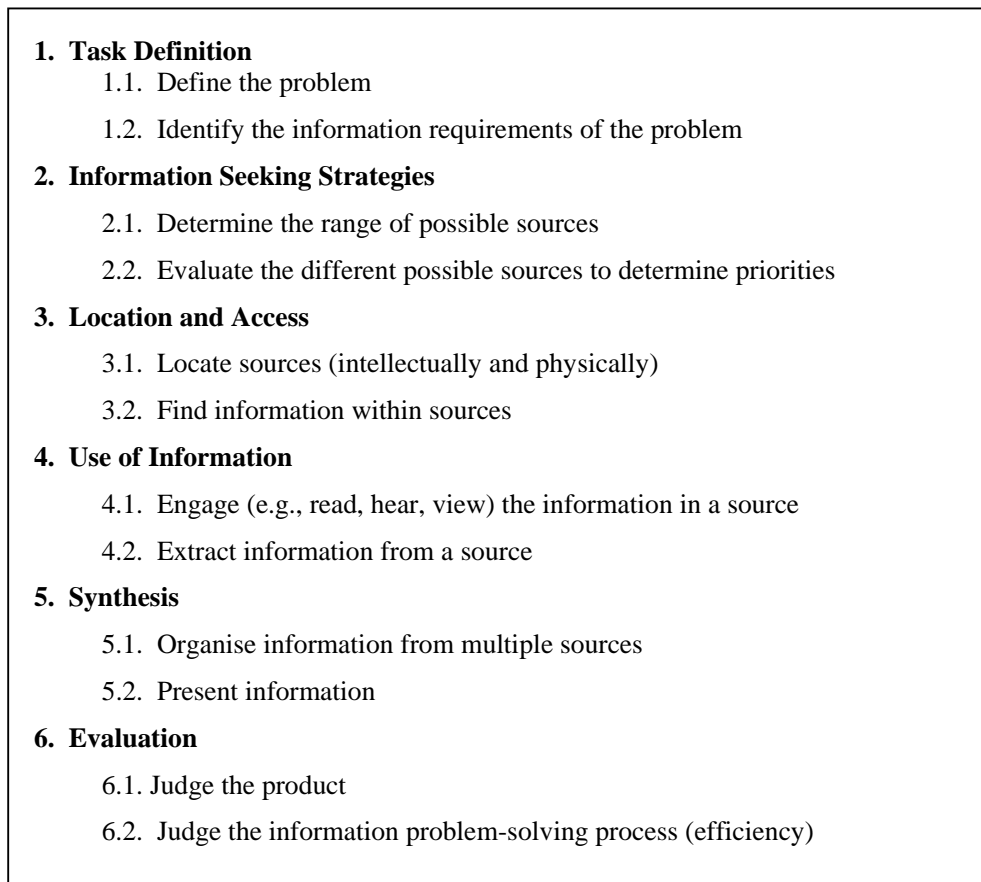 1. Task Definition
1.1. Define the problem
1.2. Identify the information requirements of the problem
2. Information Seeking Strategies
2.1. Determine the range of possible sources
2.2. Evaluate the different possible sources to determine priorities
3. Location and Access
3.1. Locate sources (intellectually and physically)
3.2. Find information within sources
4. Use of Information
4.1. Engage (e.g., read, hear, view) the information in a source
4.2. Extract information from a source
5. Synthesis
5.1. Organise information from multiple sources
5.2. Present information
6. Evaluation
6.1. Judge the product
6.2. Judge the information problem-solving process (efficiency)